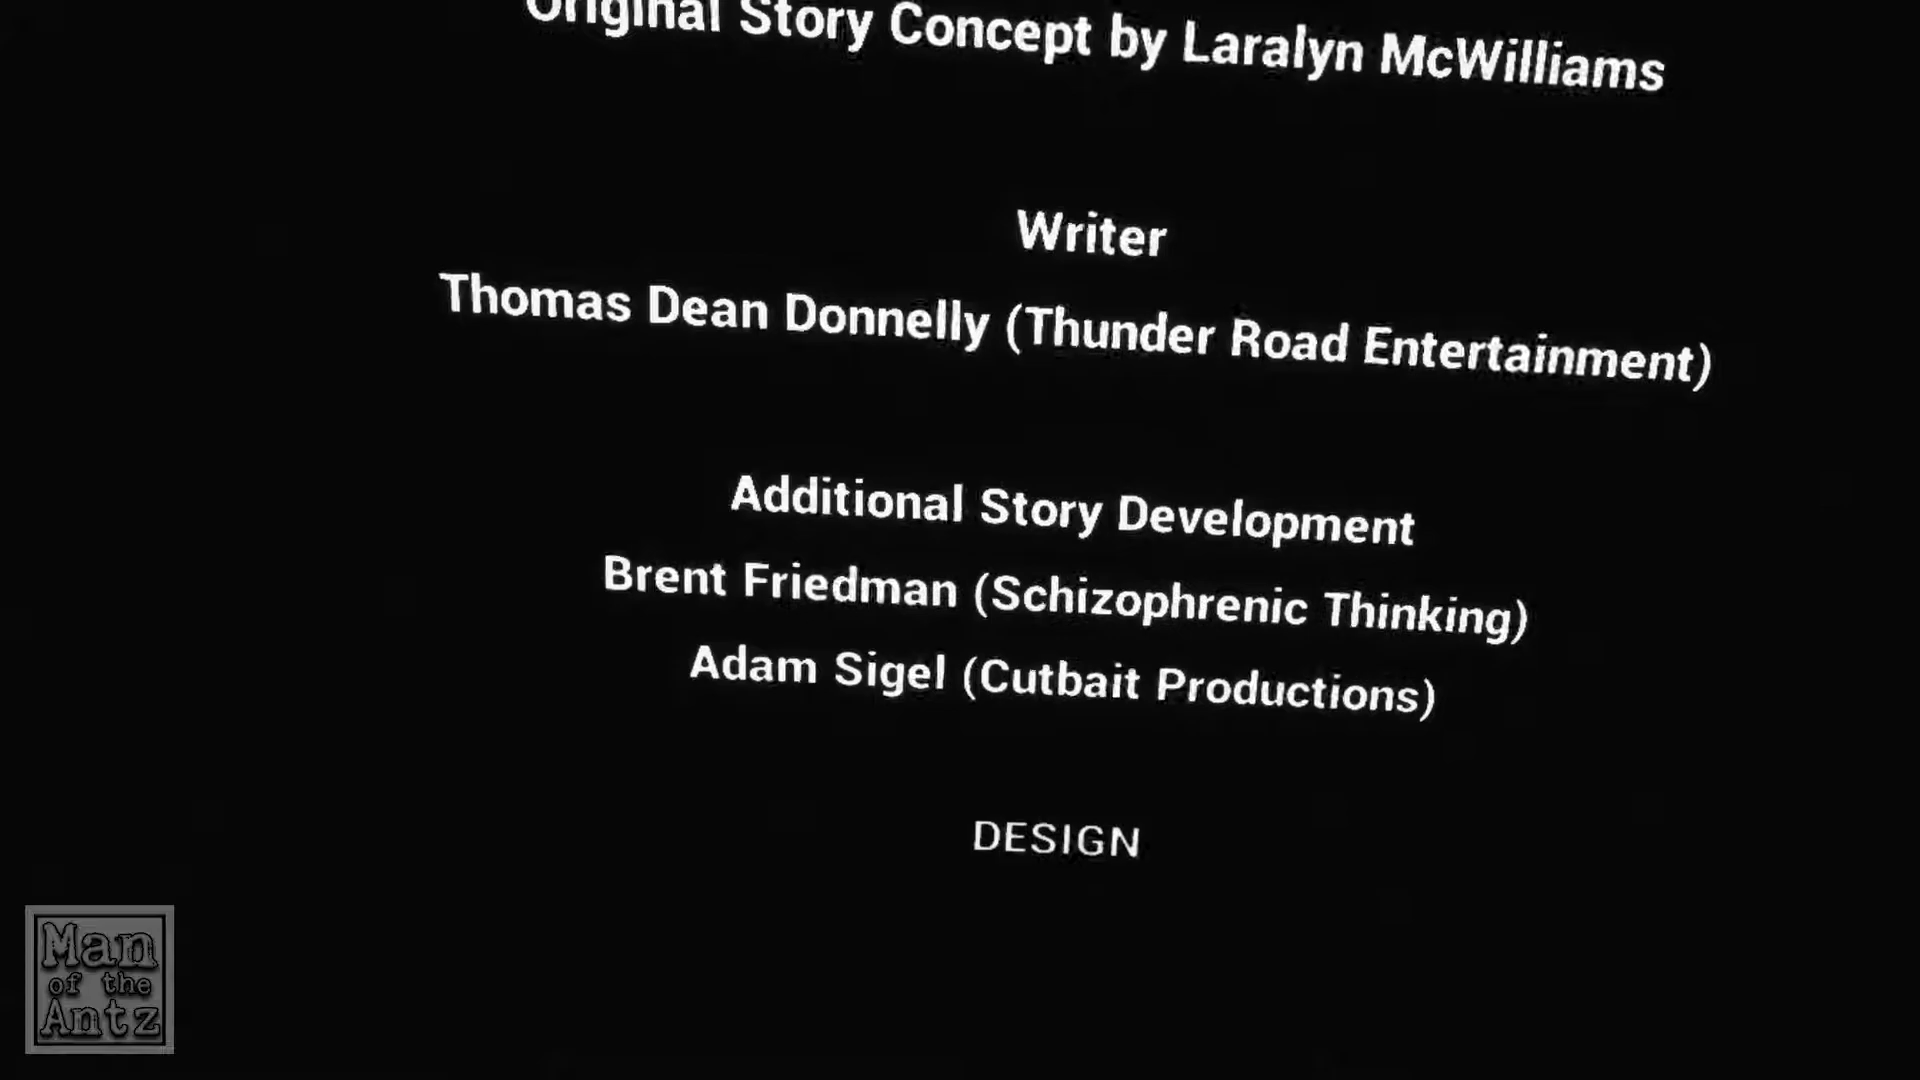 Original Story Concept by Laralyn McWilliams
Writer
Thomas Dean Donnelly (Thunder Road Entertainment)
Additional Story Development
Brent Friedman (Schizophrenic Thinking)
Adam Sigel (Cutbait Productions)
DESIGN
Man
of the
Antz